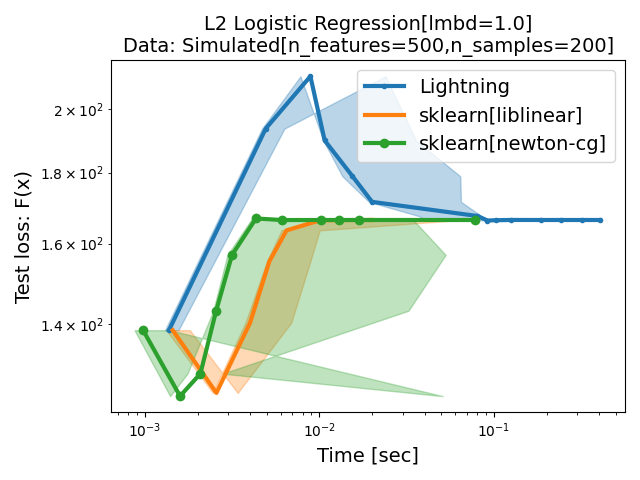 L2 Logistic Regression[lmbd=1.0]
Data: Simulated[n_features=500,n_samples=200]
Lightning
sklearn[liblinear]
sklearn[newton-cg]
Test loss: F(x)
2 × 10²
1.8 × 10²
1.6 × 10²
1.4 × 10²
10⁻³
10⁻²
10⁻¹
Time [sec]